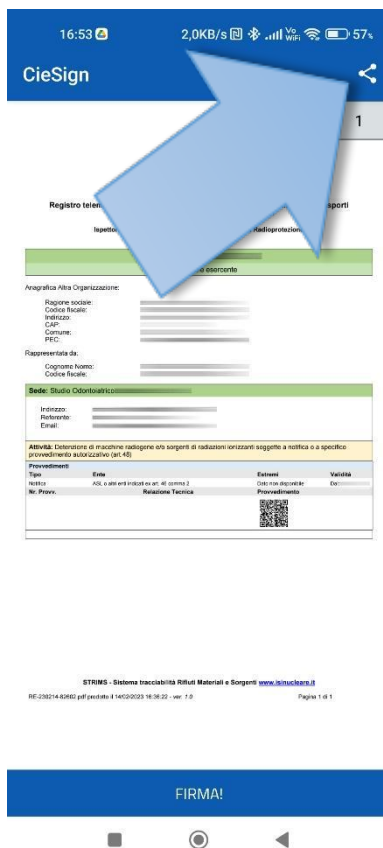 16:53 2,0KB/s Vo WiFi 57%
CieSign
1
Registro sporti
Radioprotezion
esercente
Anagrafica Altra Organizzazione:
Ragione sociale:
Codice fiscale:
Indirizzo:
CAP:
Comune:
PEC:
Rappresentata da:
Cognome Nome:
Codice fiscale:
Sede: Studio Odontoiatrico
Indirizzo:
Referente:
Email:
Attività: Detenzione di macchine radiogene e/o sorgenti di radiazioni ionizzanti soggette a notifica o a specifico
provvedimento autorizzativo (art.48)
Provvedimenti
Tipo Ente Estremi Validità
Notifica ASL o altri enti indicati ex art. 46 comma 2 Dato non disponibile Dal
Nr. Provv. Relazione Tecnica Provvedimento
STRIMS - Sistema tracciabilità Rifiuti Materiali e Sorgenti www.isinucleare.it
RE-230214-82602.pdf prodotto il 14/02/2023 16:36:22 - ver. 1.0 Pagina 1 di 1
FIRMA!